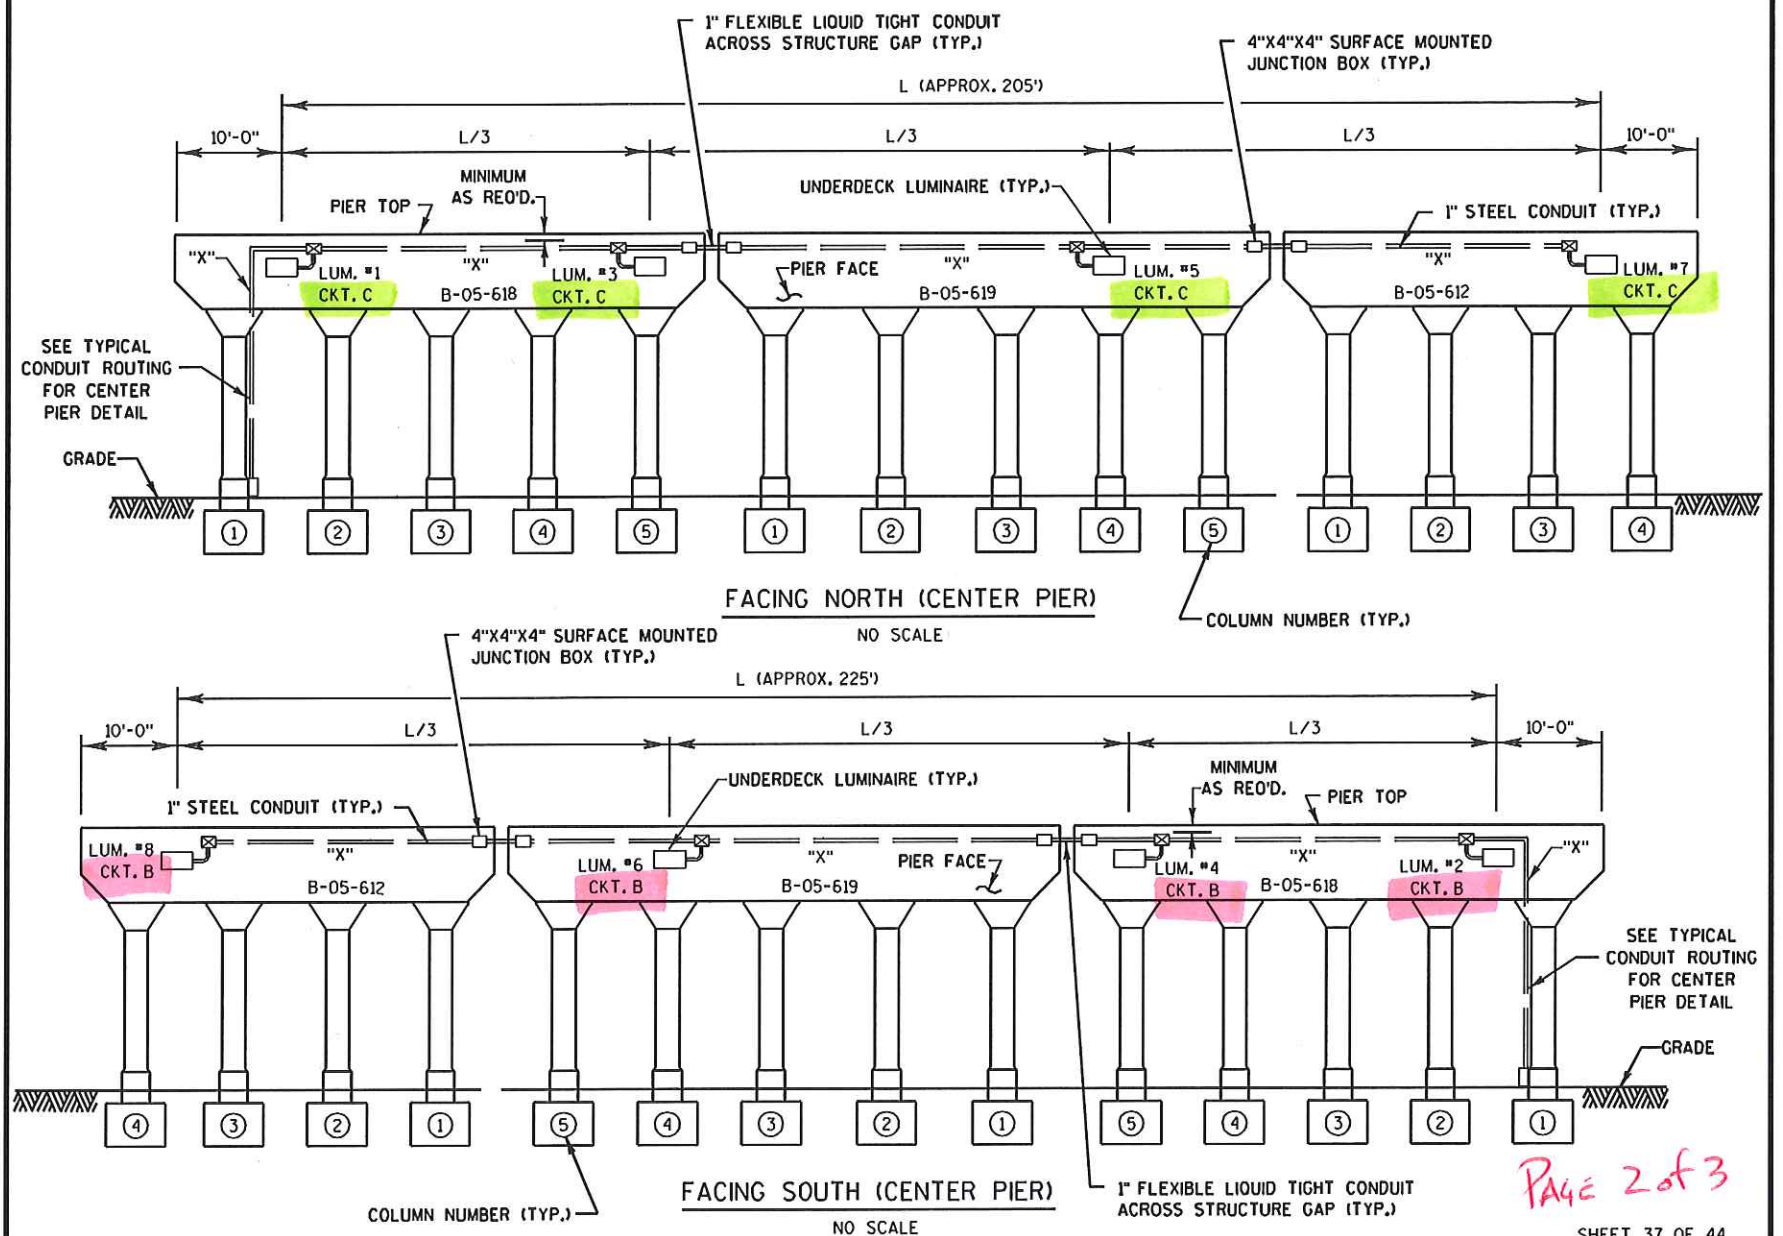 1" FLEXIBLE LIQUID TIGHT CONDUIT
ACROSS STRUCTURE GAP (TYP.)
4"X4"X4" SURFACE MOUNTED
JUNCTION BOX (TYP.)
L (APPROX. 205')
10'-0"
L/3
L/3
L/3
10'-0"
MINIMUM
AS REQ'D.
PIER TOP
UNDERDECK LUMINAIRE (TYP.)
1" STEEL CONDUIT (TYP.)
"X"
"X"
"X"
"X"
PIER FACE
LUM. #1
CKT. C
B-05-618
LUM. #3
CKT. C
B-05-619
LUM. #5
CKT. C
B-05-612
LUM. #7
CKT. C
SEE TYPICAL
CONDUIT ROUTING
FOR CENTER
PIER DETAIL
GRADE
1 2 3 4 5 1 2 3 4 5 1 2 3 4
FACING NORTH (CENTER PIER)
NO SCALE
COLUMN NUMBER (TYP.)
4"X4"X4" SURFACE MOUNTED
JUNCTION BOX (TYP.)
L (APPROX. 225')
10'-0"
L/3
L/3
L/3
10'-0"
1" STEEL CONDUIT (TYP.)
UNDERDECK LUMINAIRE (TYP.)
MINIMUM
AS REQ'D.
PIER TOP
LUM. #8
CKT. B
"X"
B-05-612
LUM. #6
CKT. B
"X"
B-05-619
PIER FACE
LUM. #4
CKT. B
"X"
B-05-618
LUM. #2
CKT. B
"X"
SEE TYPICAL
CONDUIT ROUTING
FOR CENTER
PIER DETAIL
GRADE
4 3 2 1 5 4 3 2 1 5 4 3 2 1
COLUMN NUMBER (TYP.)
FACING SOUTH (CENTER PIER)
NO SCALE
1" FLEXIBLE LIQUID TIGHT CONDUIT
ACROSS STRUCTURE GAP (TYP.)
PAGE 2 of 3
SHEET 37 OF 44